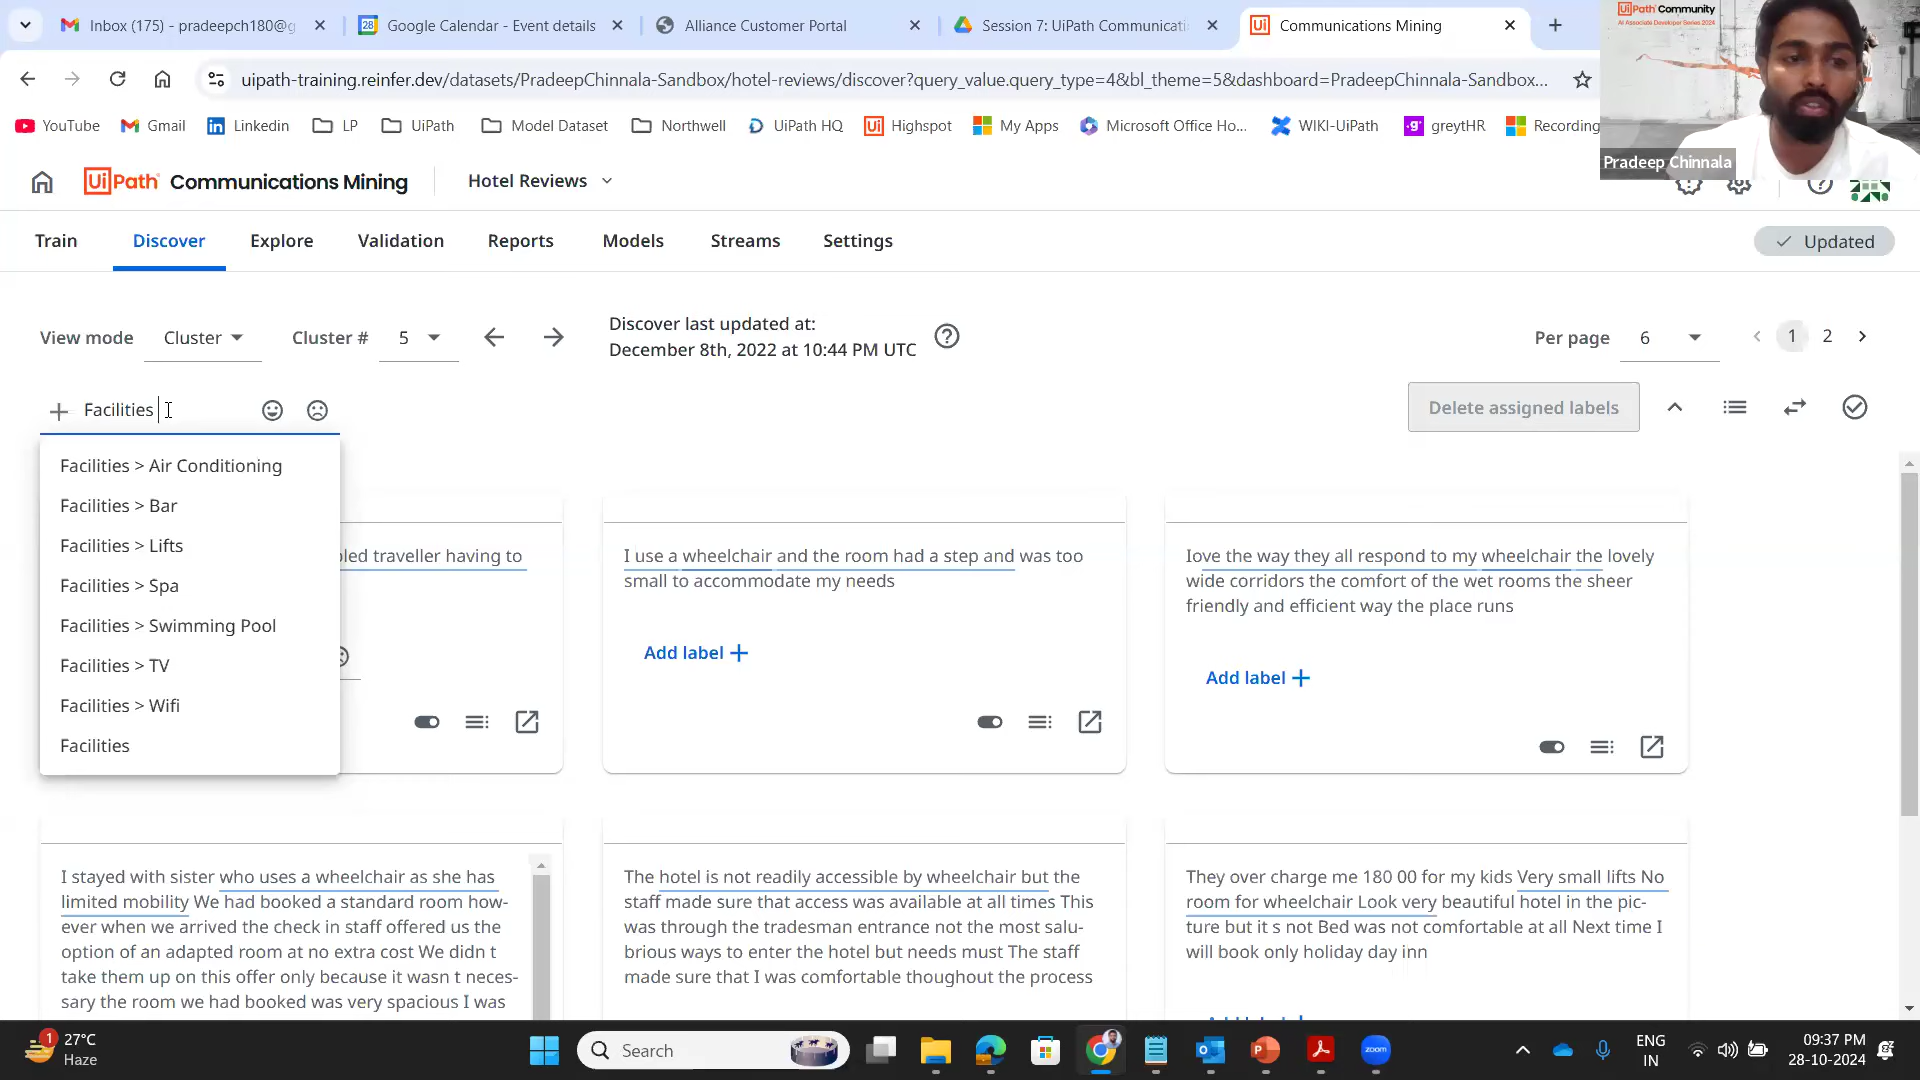 Inbox (175) - pradeepch180@g
Google Calendar - Event details
Alliance Customer Portal
Session 7: UiPath Communicati
Communications Mining
UiPath Community
AI Associate Developer Series 2024
uipath-training.reinfer.dev/datasets/PradeepChinnala-Sandbox/hotel-reviews/discover?query_value.query_type=4&bl_theme=5&dashboard=PradeepChinnala-Sandbox...
YouTube
Gmail
Linkedin
LP
UiPath
Model Dataset
Northwell
UiPath HQ
Highspot
My Apps
Microsoft Office Ho...
WIKI-UiPath
greytHR
Recording
Pradeep Chinnala
UiPath Communications Mining
Hotel Reviews
Train
Discover
Explore
Validation
Reports
Models
Streams
Settings
Updated
View mode
Cluster
Cluster #
5
Discover last updated at:
December 8th, 2022 at 10:44 PM UTC
Per page
6
1
2
Facilities
Delete assigned labels
Facilities > Air Conditioning
Facilities > Bar
Facilities > Lifts
Facilities > Spa
Facilities > Swimming Pool
Facilities > TV
Facilities > Wifi
Facilities
led traveller having to
I use a wheelchair and the room had a step and was too
small to accommodate my needs
Add label
Iove the way they all respond to my wheelchair the lovely
wide corridors the comfort of the wet rooms the sheer
friendly and efficient way the place runs
Add label
I stayed with sister who uses a wheelchair as she has
limited mobility We had booked a standard room how-
ever when we arrived the check in staff offered us the
option of an adapted room at no extra cost We didn t
take them up on this offer only because it wasn t neces-
sary the room we had booked was very spacious I was
The hotel is not readily accessible by wheelchair but the
staff made sure that access was available at all times This
was through the tradesman entrance not the most salu-
brious ways to enter the hotel but needs must The staff
made sure that I was comfortable thoughout the process
They over charge me 180 00 for my kids Very small lifts No
room for wheelchair Look very beautiful hotel in the pic-
ture but it s not Bed was not comfortable at all Next time I
will book only holiday day inn
1
27°C
Haze
Search
zoom
ENG
IN
09:37 PM
28-10-2024